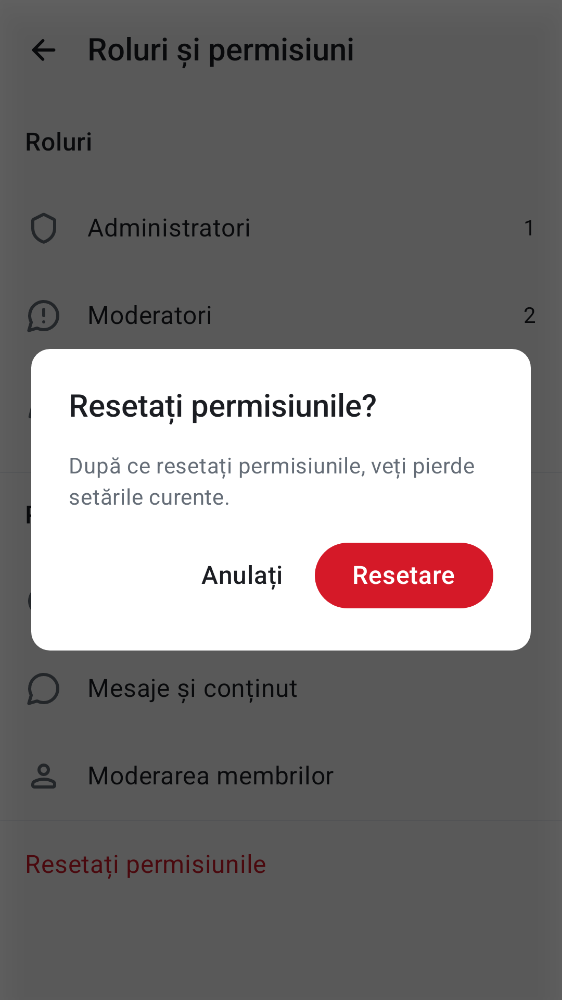 Roluri și permisiuni
Roluri
Administratori 1
Moderatori 2
Resetați permisiunile?
După ce resetați permisiunile, veți pierde
setările curente.
Anulați Resetare
Mesaje și conținut
Moderarea membrilor
Resetați permisiunile